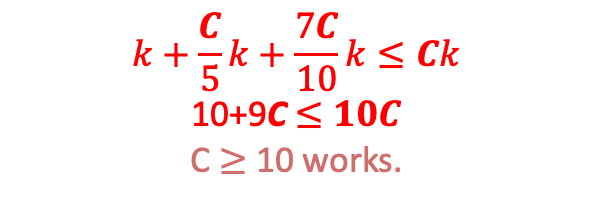 k + C/5 k + 7C/10 k ≤ Ck
10+9C ≤ 10C
C ≥ 10 works.